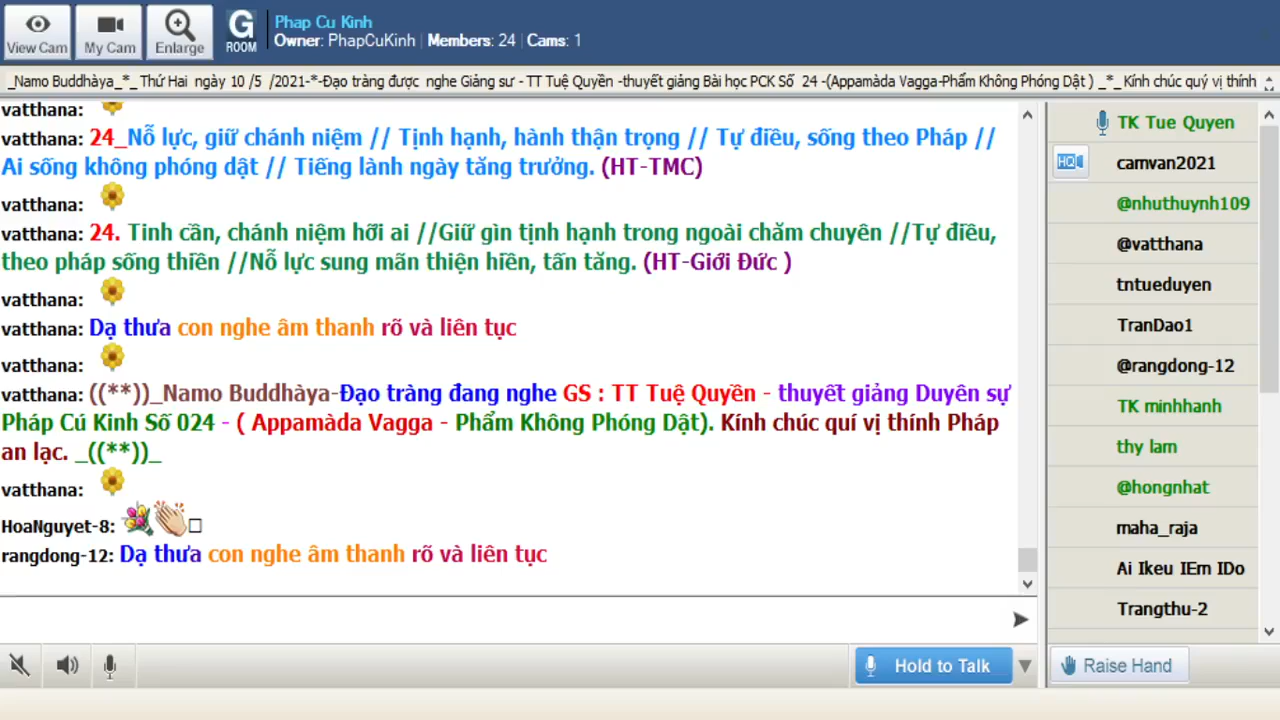 View Cam
My Cam
Enlarge
G
ROOM
Phap Cu Kinh
Owner: PhapCuKinh | Members: 24 | Cams: 1
_Namo Buddhàya_*_ Thứ Hai ngày 10 /5 /2021-*-Đạo tràng được nghe Giảng sư - TT Tuệ Quyền -thuyết giảng Bài học PCK Số 24 -(Appamàda Vagga-Phẩm Không Phóng Dật ) _*_ Kính chúc quý vị thính
vatthana:
vatthana: 24_Nỗ lực, giữ chánh niệm // Tịnh hạnh, hành thận trọng // Tự điều, sống theo Pháp //
Ai sống không phóng dật // Tiếng lành ngày tăng trưởng. (HT-TMC)
vatthana:
vatthana: 24. Tinh cần, chánh niệm hỡi ai //Giữ gìn tịnh hạnh trong ngoài chăm chuyên //Tự điều,
theo pháp sống thiền //Nỗ lực sung mãn thiện hiền, tấn tăng. (HT-Giới Đức )
vatthana:
vatthana: Dạ thưa con nghe âm thanh rõ và liên tục
vatthana:
vatthana: ((**))_Namo Buddhàya-Đạo tràng đang nghe GS : TT Tuệ Quyền - thuyết giảng Duyên sự
Pháp Cú Kinh Số 024 - ( Appamàda Vagga - Phẩm Không Phóng Dật). Kính chúc quí vị thính Pháp
an lạc. _((**))_
vatthana:
HoaNguyet-8:
rangdong-12: Dạ thưa con nghe âm thanh rõ và liên tục
TK Tue Quyen
HQ
camvan2021
@nhuthuynh109
@vatthana
tntueduyen
TranDao1
@rangdong-12
TK minhhanh
thy lam
@hongnhat
maha_raja
Ai Ikeu IEm IDo
Trangthu-2
Hold to Talk
Raise Hand